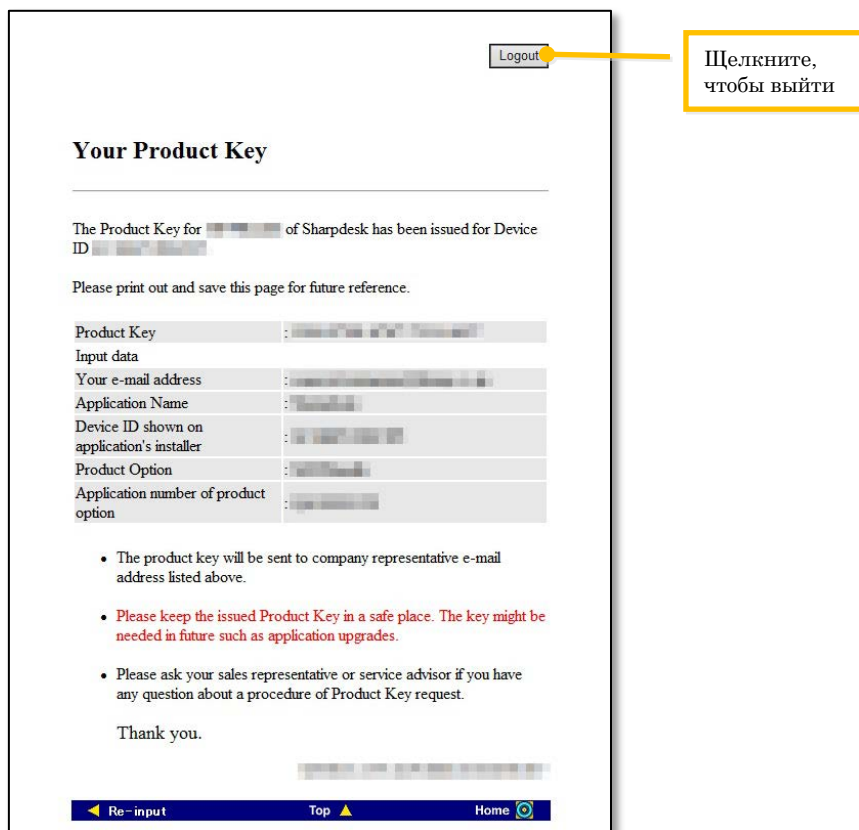 Logout
Щелкните,
чтобы выйти
Your Product Key
The Product Key for of Sharpdesk has been issued for Device
ID
Please print out and save this page for future reference.
Product Key :
Input data
Your e-mail address :
Application Name :
Device ID shown on
application's installer :
Product Option :
Application number of product
option :
• The product key will be sent to company representative e-mail
address listed above.
• Please keep the issued Product Key in a safe place. The key might be
needed in future such as application upgrades.
• Please ask your sales representative or service advisor if you have
any question about a procedure of Product Key request.
Thank you.
Re-input Top Home